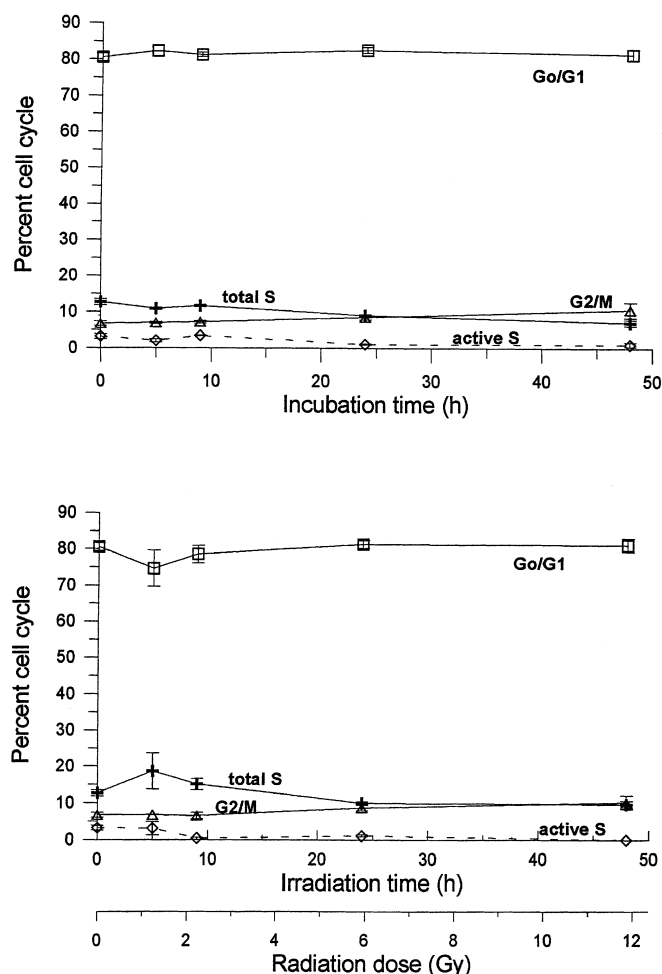 Percent cell cycle
90
80
70
60
50
40
30
20
10
0
Go/G1
total S
G2/M
active S
0 10 20 30 40 50
Incubation time (h)
Percent cell cycle
90
80
70
60
50
40
30
20
10
0
Go/G1
total S
G2/M
active S
0 10 20 30 40 50
Irradiation time (h)
0 2 4 6 8 10 12
Radiation dose (Gy)